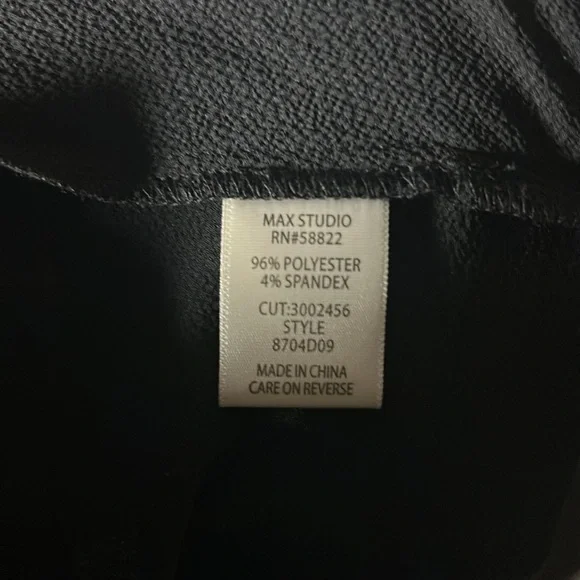 MAX STUDIO
RN#58822
96% POLYESTER
4% SPANDEX
CUT:3002456
STYLE
8704D09
MADE IN CHINA
CARE ON REVERSE